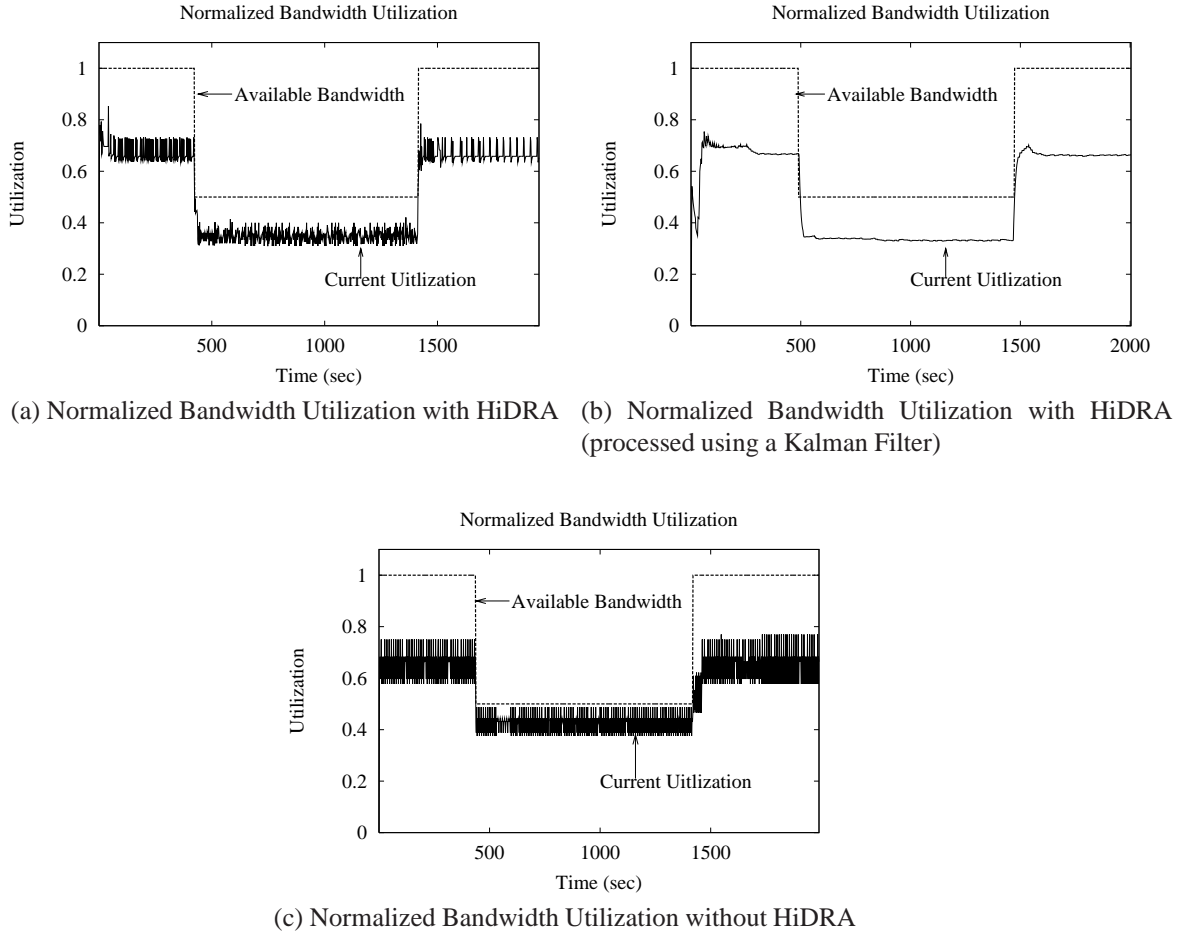 Normalized Bandwidth Utilization
1
0.8
0.6
0.4
0.2
0
Utilization
Available Bandwidth
Current Uitlization
500
1000
1500
Time (sec)
(a) Normalized Bandwidth Utilization with HiDRA
Normalized Bandwidth Utilization
1
0.8
0.6
0.4
0.2
0
Utilization
Available Bandwidth
Current Uitlization
500
1000
1500
2000
Time (sec)
(b) Normalized Bandwidth Utilization with HiDRA
(processed using a Kalman Filter)
Normalized Bandwidth Utilization
1
0.8
0.6
0.4
0.2
0
Utilization
Available Bandwidth
Current Uitlization
500
1000
1500
Time (sec)
(c) Normalized Bandwidth Utilization without HiDRA